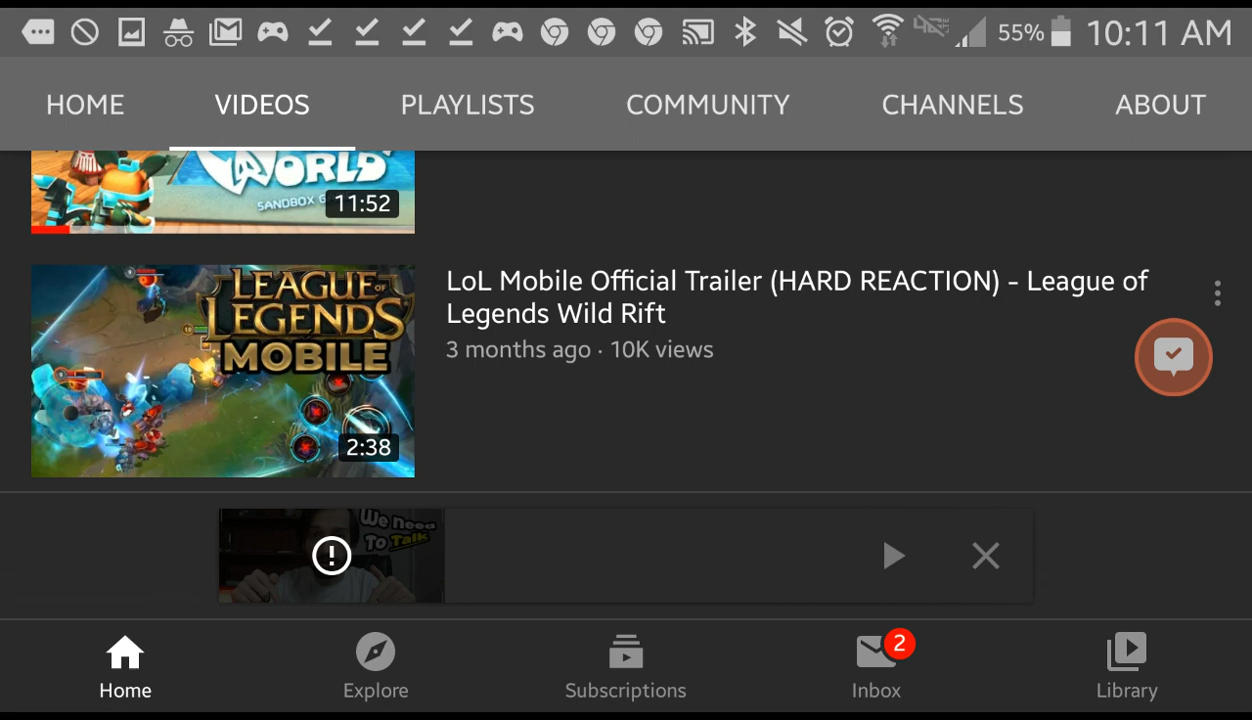 55%
10:11 AM
HOME
VIDEOS
PLAYLISTS
COMMUNITY
CHANNELS
ABOUT
WORLD
SANDBOX
11:52
LEAGUE OF
LEGENDS
MOBILE
2:38
LoL Mobile Official Trailer (HARD REACTION) - League of
Legends Wild Rift
3 months ago · 10K views
We Need
To Talk
Home
Explore
Subscriptions
2
Inbox
Library